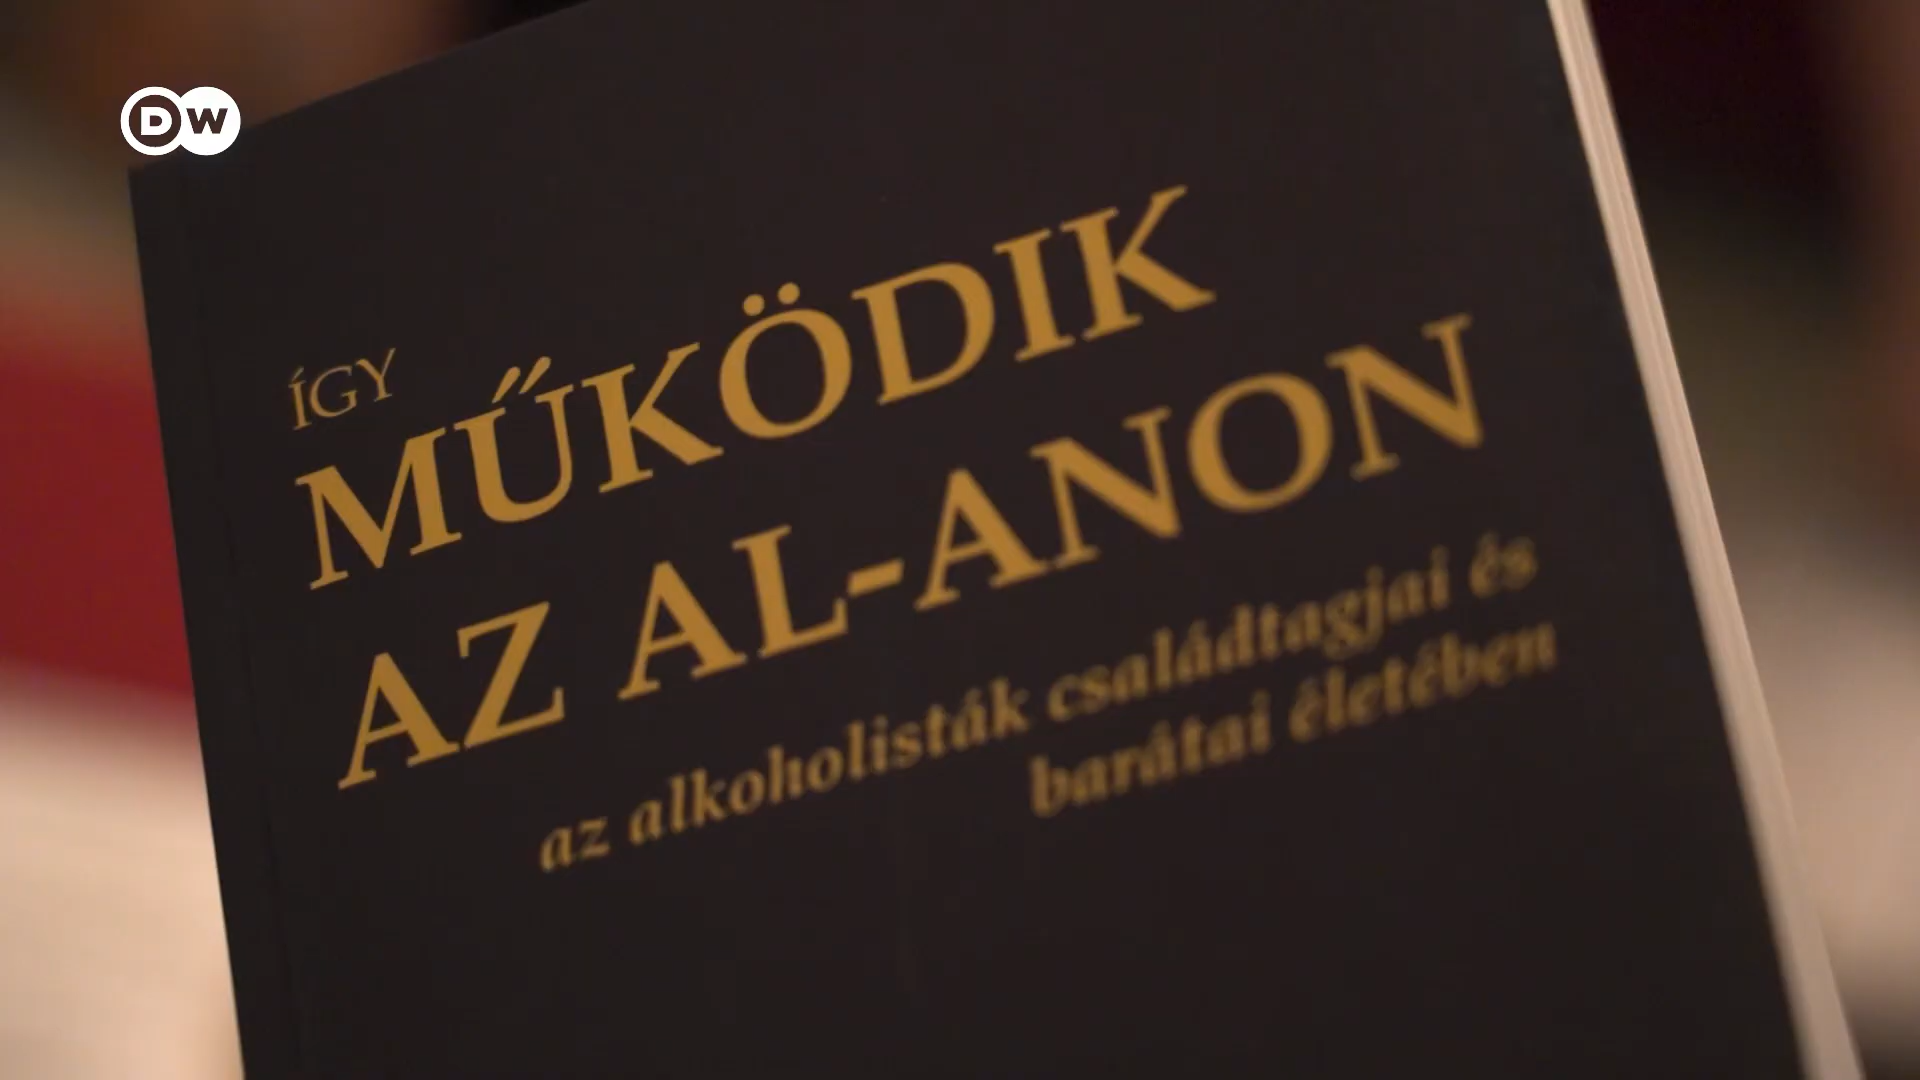 DW
ÍGY
MŰKÖDIK
AZ AL-ANON
az alkoholisták családtagjai és
barátai életében